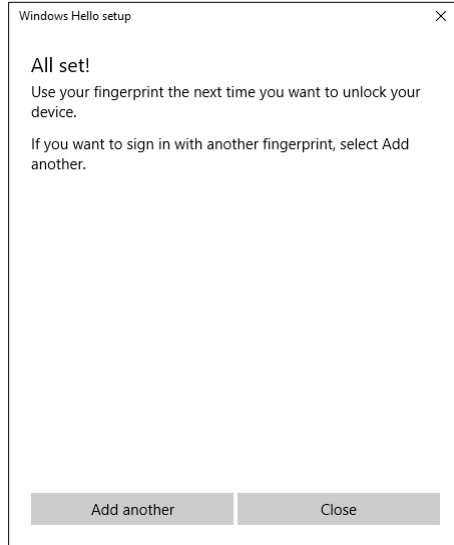 Windows Hello setup
All set!
Use your fingerprint the next time you want to unlock your
device.
If you want to sign in with another fingerprint, select Add
another.
Add another
Close